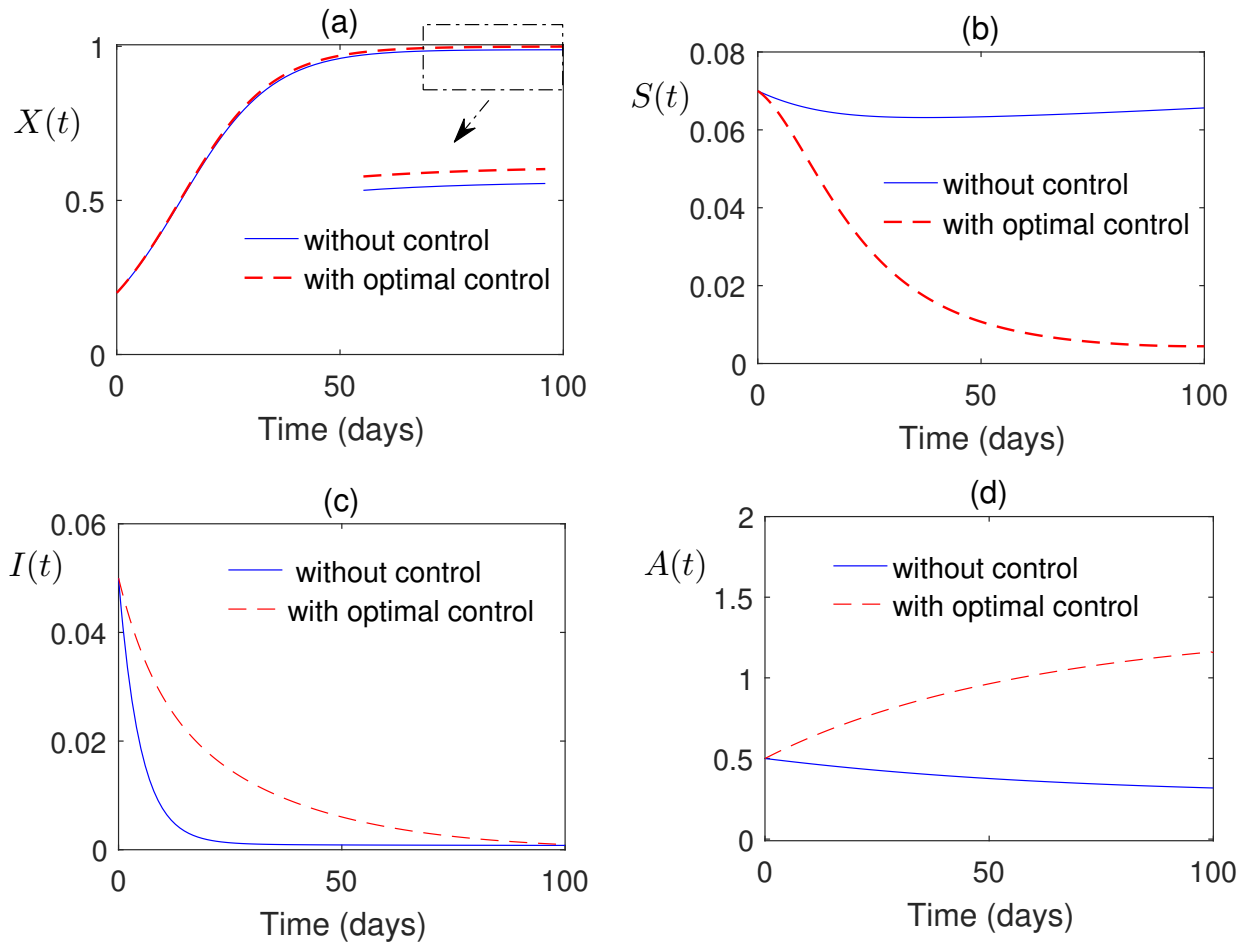 (a)
1
X(t)
0.5
without control
with optimal control
0
0 50 100
Time (days)
(b)
0.08
S(t)
0.06
without control
0.04
with optimal control
0.02
0
0 50 100
Time (days)
(c)
0.06
I(t)
without control
with optimal control
0.04
0.02
0
0 50 100
Time (days)
(d)
2
A(t)
without control
1.5
with optimal control
1
0.5
0
0 50 100
Time (days)